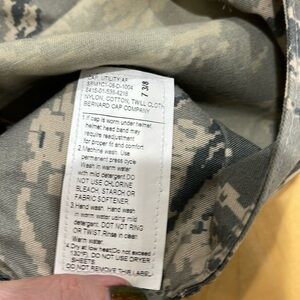 CAP, UTILITY AF
SPM1C1-08-D-1004
8415-01-536-4218
NYLON, COTTON, TWILL CLOTH
BERNARD CAP COMPANY
7 3/8
1.If cap is worn under helmet,
helmet head band may
require readjustment
for proper fit and comfort
2.Machine wash. Use
permanent press cycle
Wash in warm water
with mild detergent DO
NOT USE CHLORINE
BLEACH, STARCH OR
FABRIC SOFTENER
3.Hand wash. Hand wash
in warm water using mild
detergent. DOT NOT RING
or TWIST.Rinse in clean
Warm water
4.Dry at low heat(Do not exceed
130°F) DO NOT USE DRYER
SHEETS.
DO NOT REMOVE THIS LABEL